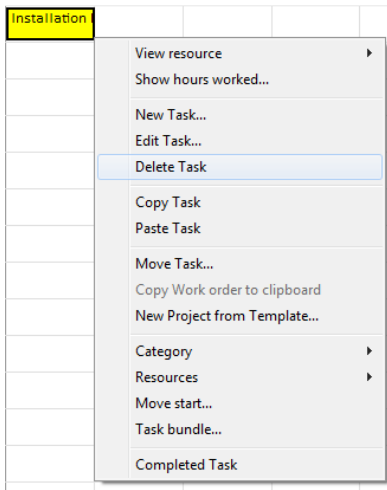 Installation
View resource
Show hours worked...
New Task...
Edit Task...
Delete Task
Copy Task
Paste Task
Move Task...
Copy Work order to clipboard
New Project from Template...
Category
Resources
Move start...
Task bundle...
Completed Task